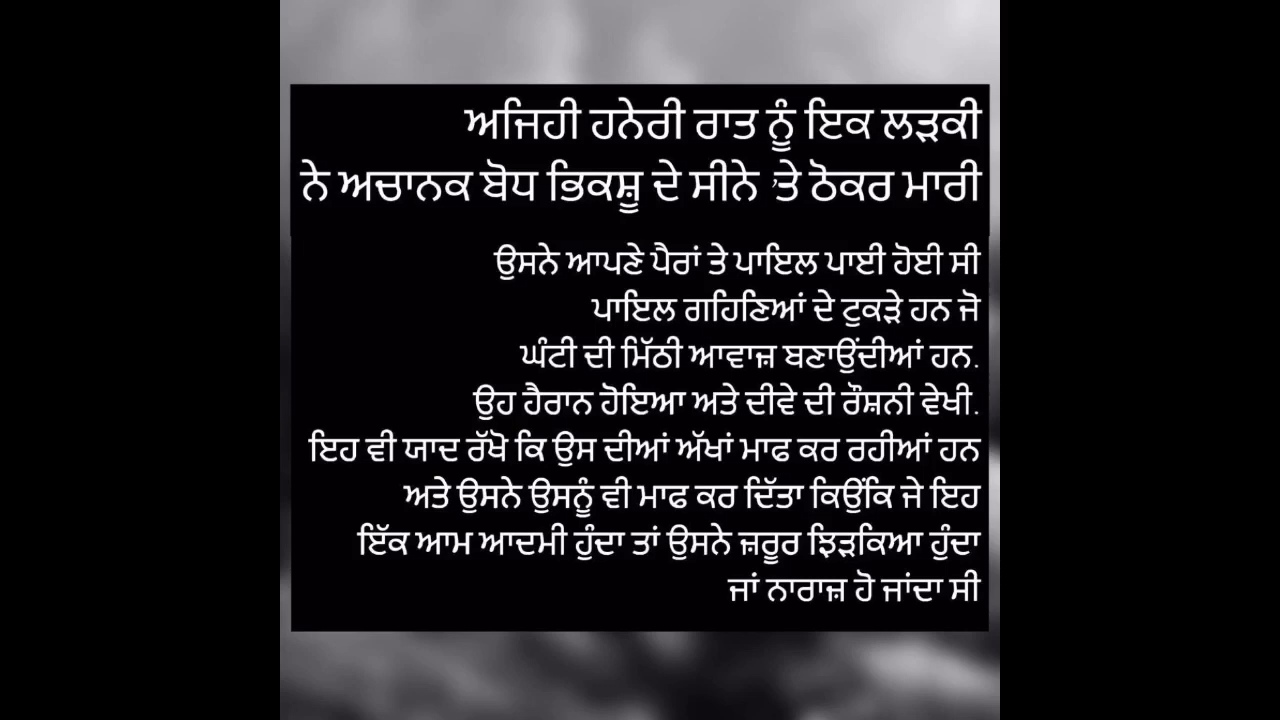 ਅਜਿਹੀ ਹਨੇਰੀ ਰਾਤ ਨੂੰ ਇਕ ਲੜਕੀ
ਨੇ ਅਚਾਨਕ ਬੋਧ ਭਿਕਸ਼ੂ ਦੇ ਸੀਨੇ 'ਤੇ ਠੋਕਰ ਮਾਰੀ
ਉਸਨੇ ਆਪਣੇ ਪੈਰਾਂ ਤੇ ਪਾਇਲ ਪਾਈ ਹੋਈ ਸੀ
ਪਾਇਲ ਗਹਿਣਿਆਂ ਦੇ ਟੁਕੜੇ ਹਨ ਜੋ
ਘੰਟੀ ਦੀ ਮਿੱਠੀ ਆਵਾਜ਼ ਬਣਾਉਂਦੀਆਂ ਹਨ.
ਉਹ ਹੈਰਾਨ ਹੋਇਆ ਅਤੇ ਦੀਵੇ ਦੀ ਰੌਸ਼ਨੀ ਵੇਖੀ.
ਇਹ ਵੀ ਯਾਦ ਰੱਖੋ ਕਿ ਉਸ ਦੀਆਂ ਅੱਖਾਂ ਮਾਫ ਕਰ ਰਹੀਆਂ ਹਨ
ਅਤੇ ਉਸਨੇ ਉਸਨੂੰ ਵੀ ਮਾਫ ਕਰ ਦਿੱਤਾ ਕਿਉਂਕਿ ਜੇ ਇਹ
ਇੱਕ ਆਮ ਆਦਮੀ ਹੁੰਦਾ ਤਾਂ ਉਸਨੇ ਜ਼ਰੂਰ ਝਿੜਕਿਆ ਹੁੰਦਾ
ਜਾਂ ਨਾਰਾਜ਼ ਹੋ ਜਾਂਦਾ ਸੀ